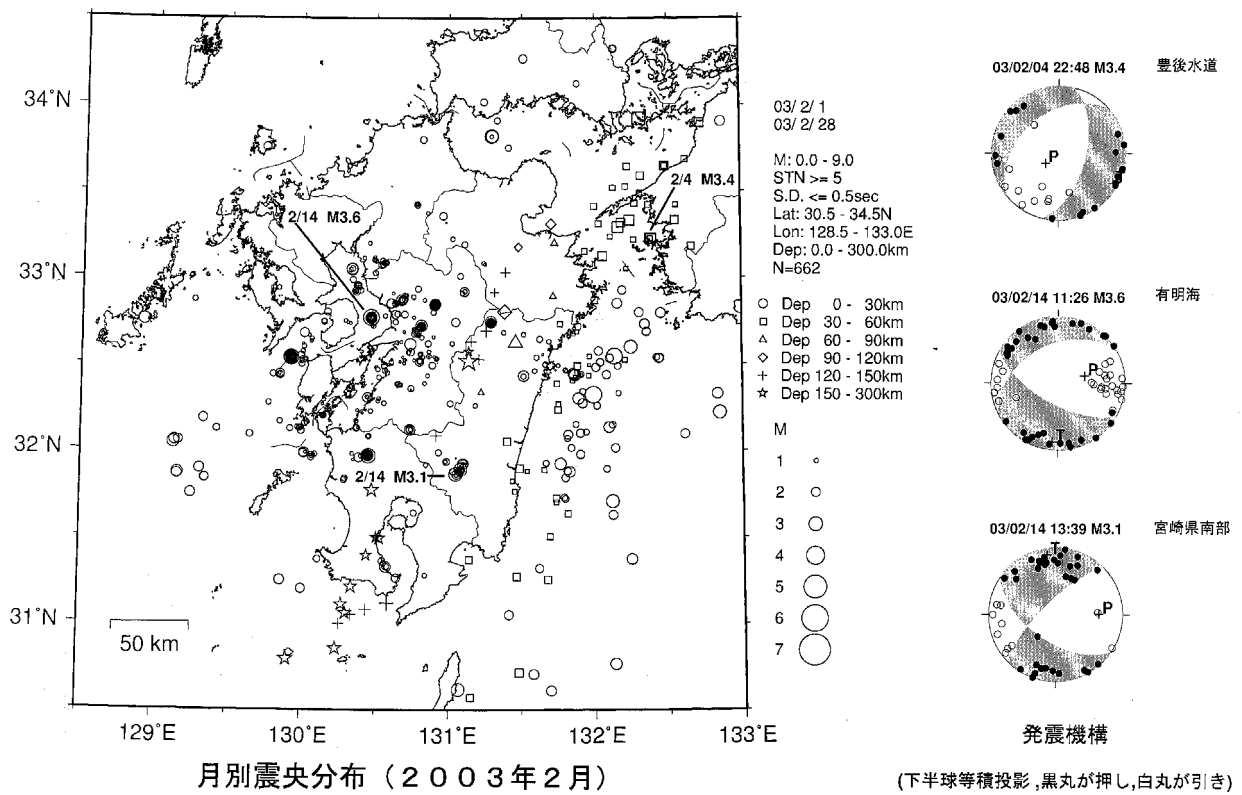 34°N
33°N
32°N
31°N
129°E
130°E
131°E
132°E
133°E
2/14 M3.6
2/4 M3.4
2/14 M3.1
50 km
月別震央分布（２００３年２月）
03/ 2/ 1
03/ 2/ 28
M: 0.0 - 9.0
STN >= 5
S.D. <= 0.5sec
Lat: 30.5 - 34.5N
Lon: 128.5 - 133.0E
Dep: 0.0 - 300.0km
N=662
Dep 0 - 30km
Dep 30 - 60km
Dep 60 - 90km
Dep 90 - 120km
Dep 120 - 150km
Dep 150 - 300km
M
1
2
3
4
5
6
7
03/02/04 22:48 M3.4 豊後水道
P
03/02/14 11:26 M3.6 有明海
P
T
03/02/14 13:39 M3.1 宮崎県南部
T
P
発震機構
(下半球等積投影,黒丸が押し,白丸が引き)